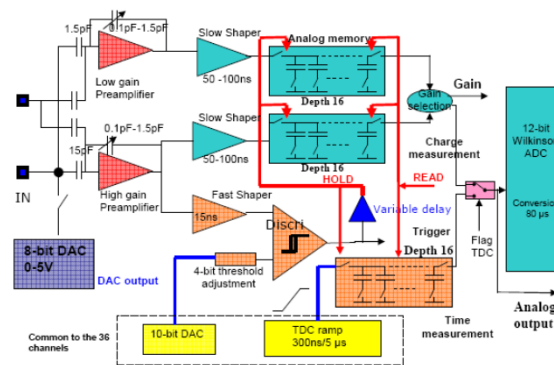 0.1pF-1.5pF
1.5pF
Low gain
Preamplifier
Slow Shaper
50 -100ns
Analog memory
Depth 16
Gain
Gain
selection
0.1pF-1.5pF
15pF
IN
High gain
Preamplifier
Slow Shaper
50-100ns
Depth 16
HOLD
READ
Charge
measurement
12-bit
Wilkinson
ADC
Conversio
80 µs
Fast Shaper
15ns
Discri
Variable delay
Trigger
Depth 16
Flag
TDC
8-bit DAC
0-5V
DAC output
4-bit threshold
adjustment
Time
measurement
Analog
output
Common to the 36
channels
10-bit DAC
TDC ramp
300ns/5 µs